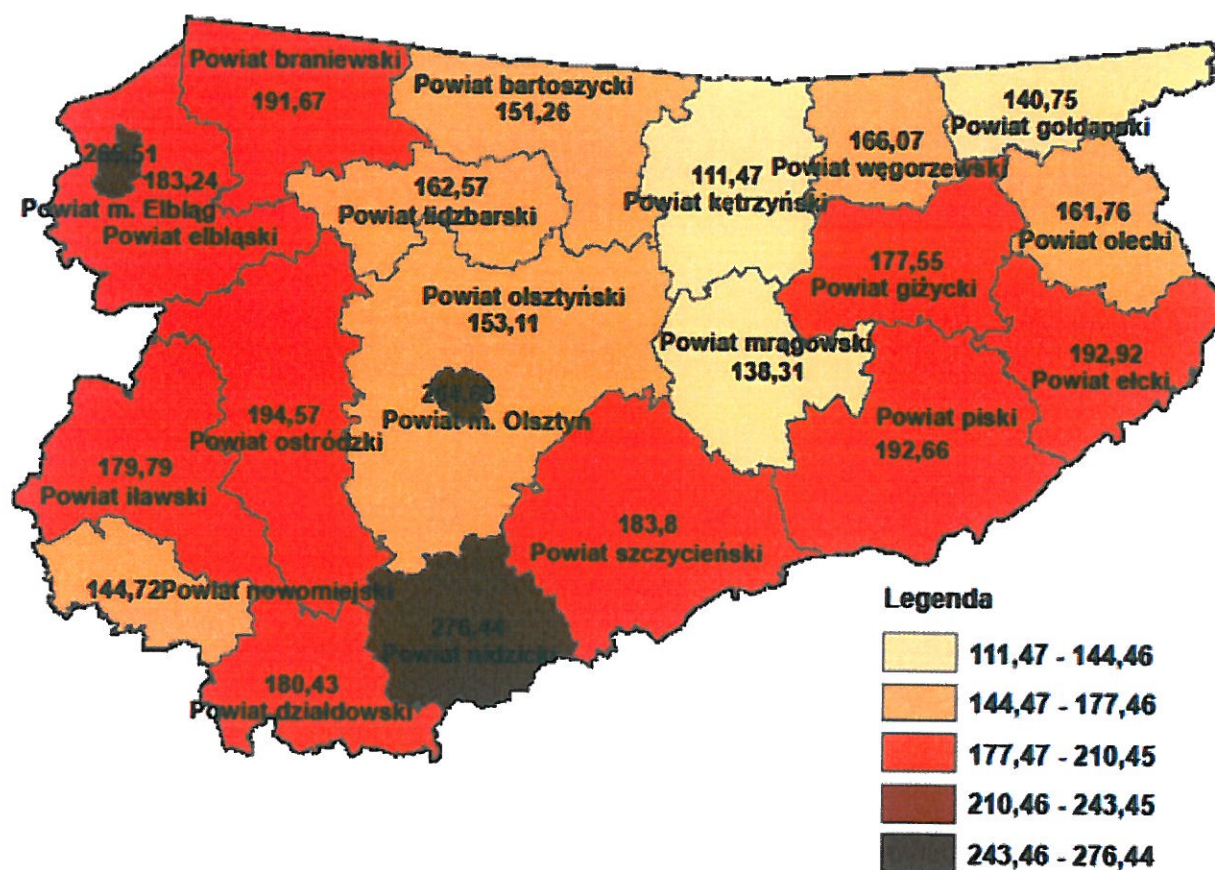 Powiat braniewski
191,67
Powiat bartoszycki
151,26
140,75
Powiat gołdapski
166,07
Powiat węgorzewski
111,47
Powiat kętrzyński
183,24
Powiat m. Elbląg
Powiat elbląski
162,57
Powiat lidzbarski
161,76
Powiat olecki
177,55
Powiat giżycki
Powiat olsztyński
153,11
Powiat mrągowski
138,31
192,92
Powiat ełcki
Powiat m. Olsztyn
194,57
Powiat ostródzki
Powiat piski
192,66
179,79
Powiat iławski
183,8
Powiat szczycieński
144,72 Powiat nowomiejski
276,44
Powiat nidzicki
180,43
Powiat działdowski
Legenda
111,47 - 144,46
144,47 - 177,46
177,47 - 210,45
210,46 - 243,45
243,46 - 276,44